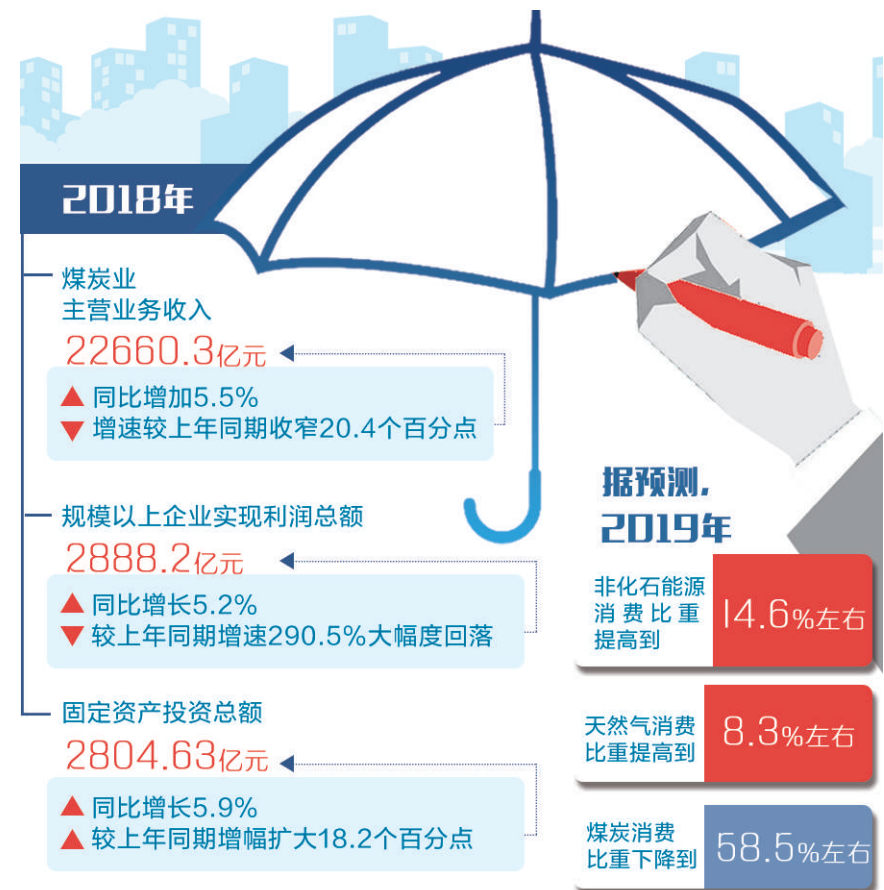 2018年
煤炭业
主营业务收入
22660.3亿元
▲ 同比增加5.5%
▼ 增速较上年同期收窄20.4个百分点
规模以上企业实现利润总额
2888.2亿元
▲ 同比增长5.2%
▼ 较上年同期增速290.5%大幅度回落
固定资产投资总额
2804.63亿元
▲ 同比增长5.9%
▲ 较上年同期增幅扩大18.2个百分点
据预测，
2019年
非化石能源
消费比重
提高到
14.6%左右
天然气消费
比重提高到
8.3%左右
煤炭消费
比重下降到
58.5%左右